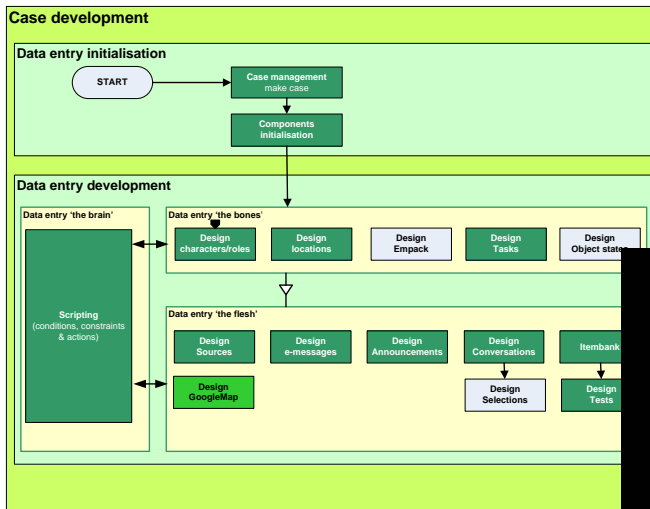 Case development
Data entry initialisation
START
Case management
make case
Components
initialisation
Data entry development
Data entry ‘the brain’
Scripting
(conditions, constraints
& actions)
Data entry ‘the bones’
Design
characters/roles
Design
locations
Design
Empack
Design
Tasks
Design
Object states
Data entry ‘the flesh’
Design
Sources
Design
e-messages
Design
Announcements
Design
Conversations
Itembank
Design
GoogleMap
Design
Selections
Design
Tests